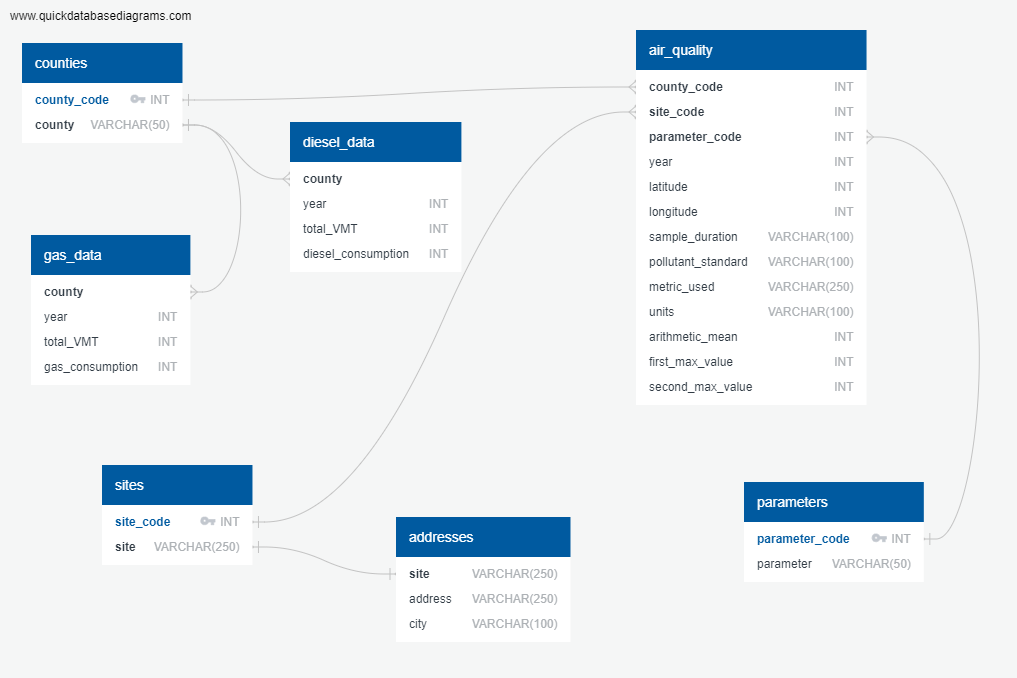 www.quickdatabasediagrams.com
counties
county_code INT
county VARCHAR(50)
diesel_data
county
year INT
total_VMT INT
diesel_consumption INT
gas_data
county
year INT
total_VMT INT
gas_consumption INT
air_quality
county_code INT
site_code INT
parameter_code INT
year INT
latitude INT
longitude INT
sample_duration VARCHAR(100)
pollutant_standard VARCHAR(100)
metric_used VARCHAR(250)
units VARCHAR(100)
arithmetic_mean INT
first_max_value INT
second_max_value INT
sites
site_code INT
site VARCHAR(250)
addresses
site VARCHAR(250)
address VARCHAR(250)
city VARCHAR(100)
parameters
parameter_code INT
parameter VARCHAR(50)